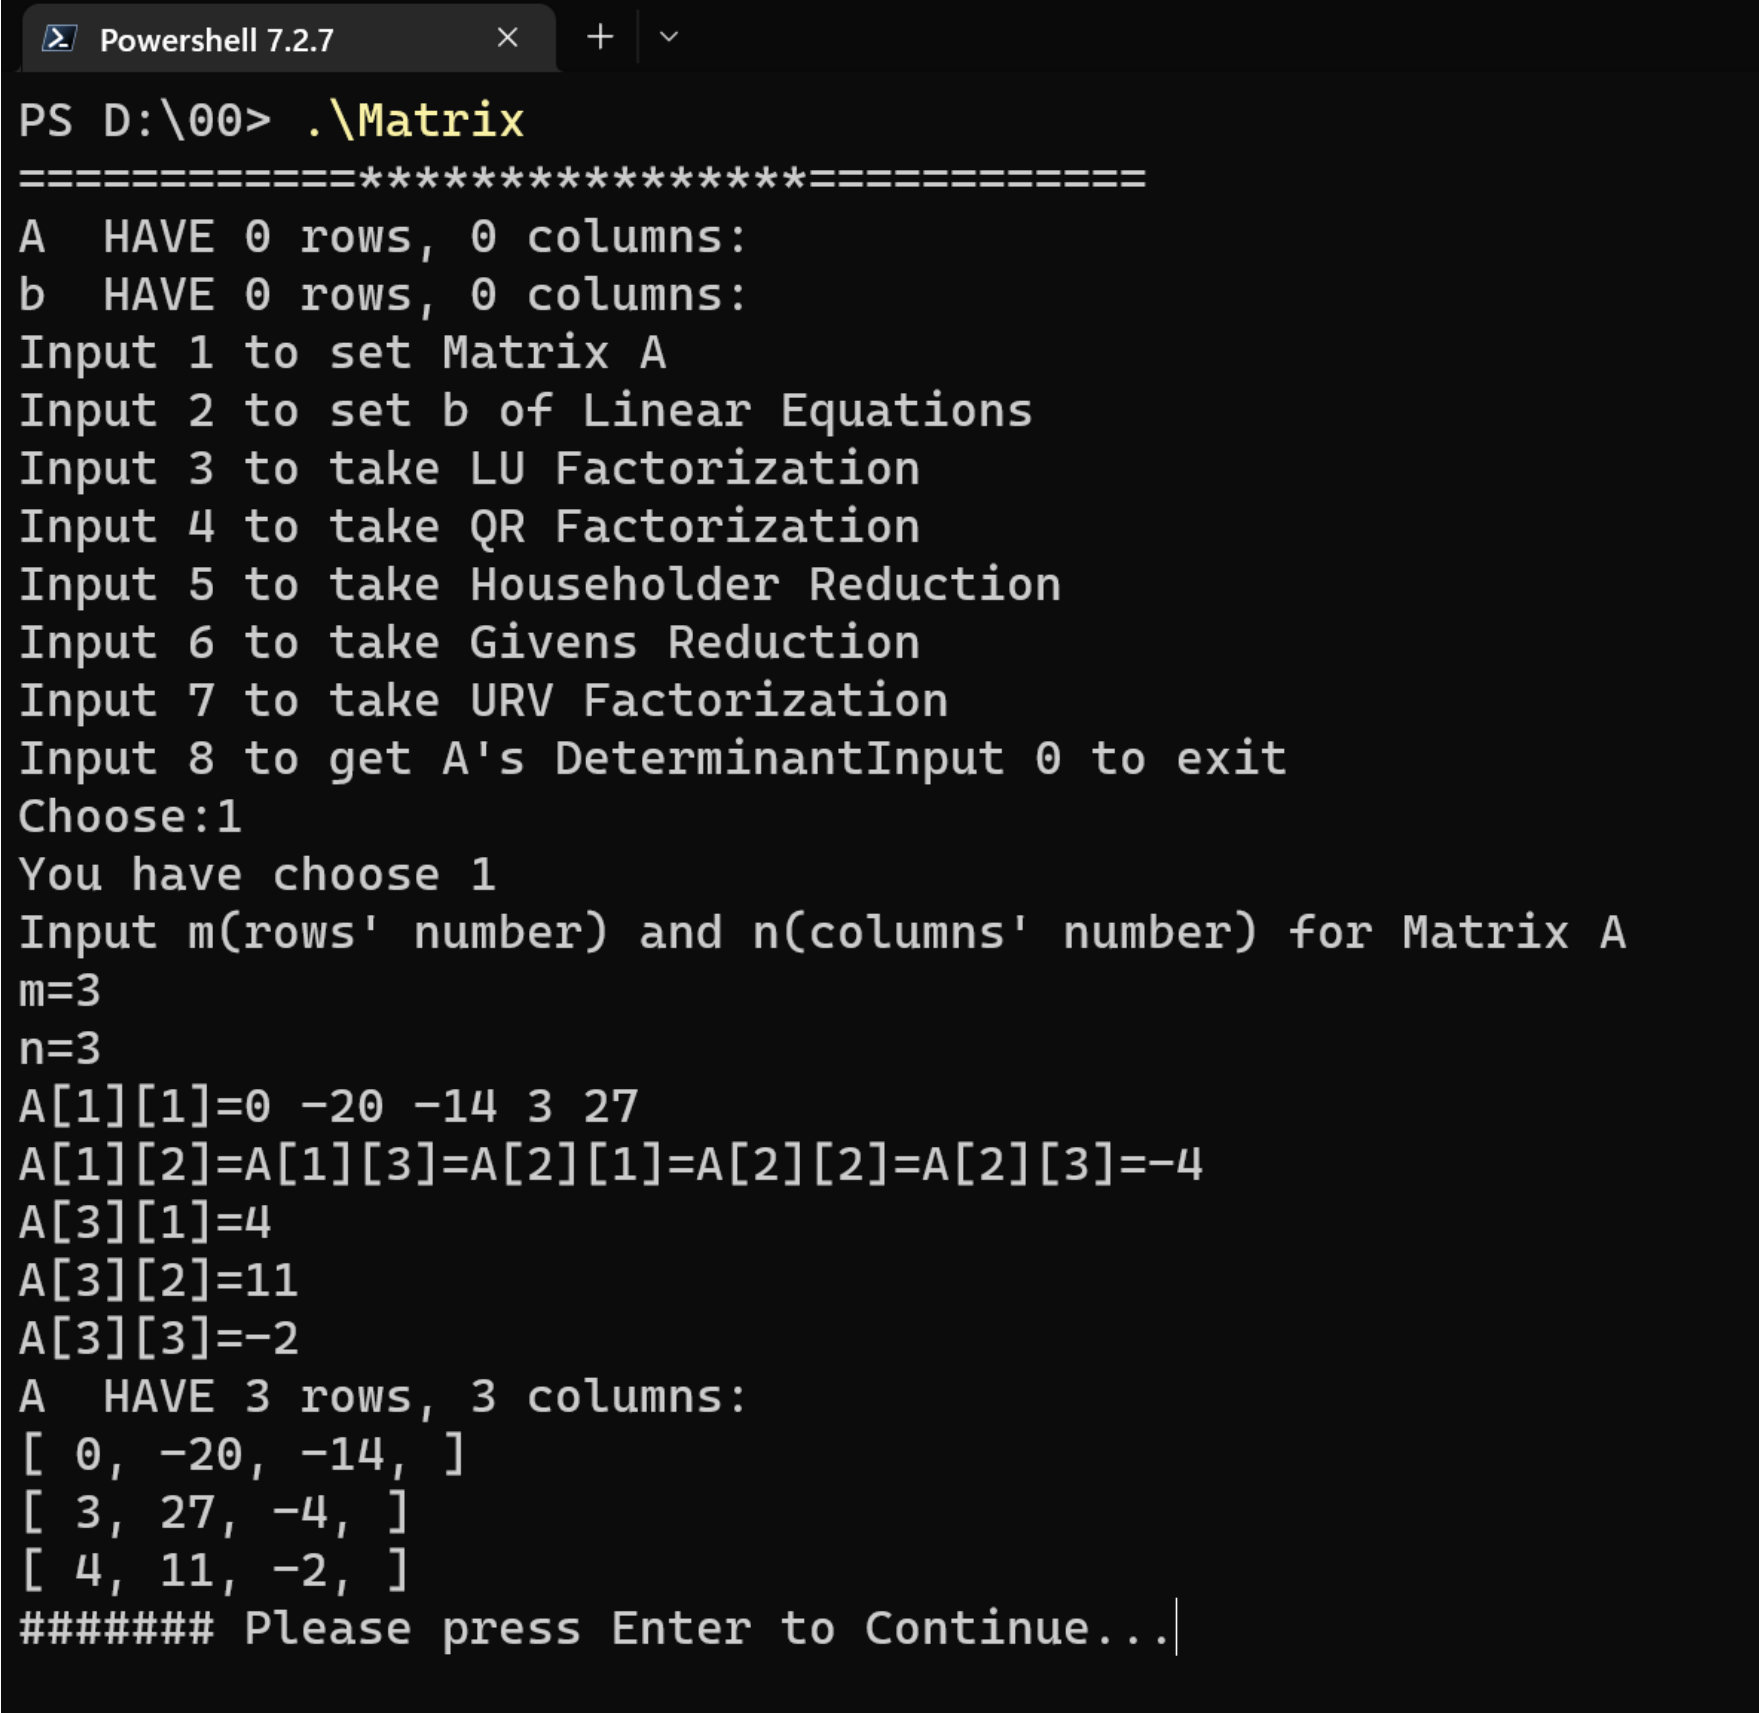 Powershell 7.2.7
PS D:\00> .\Matrix
============****************============
A  HAVE 0 rows, 0 columns:
b  HAVE 0 rows, 0 columns:
Input 1 to set Matrix A
Input 2 to set b of Linear Equations
Input 3 to take LU Factorization
Input 4 to take QR Factorization
Input 5 to take Householder Reduction
Input 6 to take Givens Reduction
Input 7 to take URV Factorization
Input 8 to get A's DeterminantInput 0 to exit
Choose:1
You have choose 1
Input m(rows' number) and n(columns' number) for Matrix A
m=3
n=3
A[1][1]=0 -20 -14 3 27
A[1][2]=A[1][3]=A[2][1]=A[2][2]=A[2][3]=-4
A[3][1]=4
A[3][2]=11
A[3][3]=-2
A  HAVE 3 rows, 3 columns:
[ 0, -20, -14, ]
[ 3, 27, -4, ]
[ 4, 11, -2, ]
####### Please press Enter to Continue...